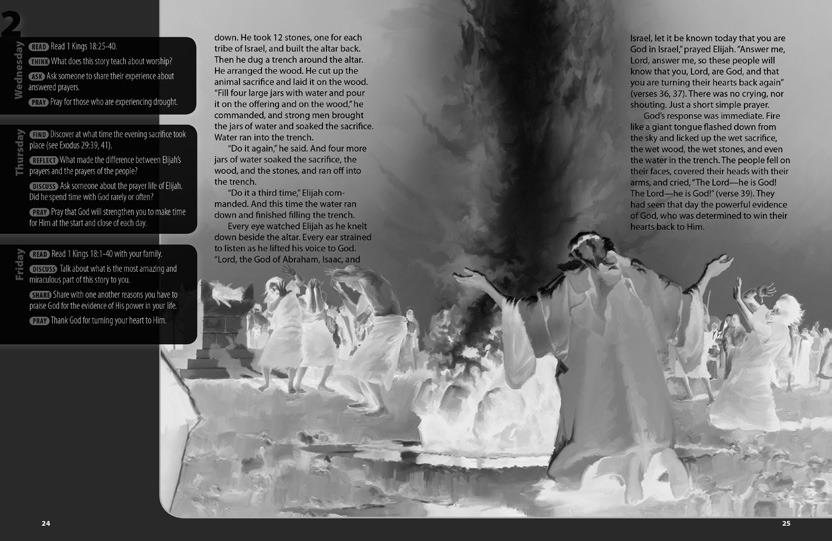 2
Wednesday
READ Read 1 Kings 18:25-40.
THINK What does this story teach about worship?
ASK Ask someone to share their experience about
answered prayers.
PRAY Pray for those who are experiencing drought.
Thursday
FIND Discover at what time the evening sacrifice took
place (see Exodus 29:39, 41).
REFLECT What made the difference between Elijah's
prayers and the prayers of the people?
DISCUSS Ask someone about the prayer life of Elijah.
Did he spend time with God rarely or often?
PRAY Pray that God will strengthen you to make time
for Him at the start and close of each day.
Friday
READ Read 1 Kings 18:1-40 with your family.
DISCUSS Talk about what is the most amazing and
miraculous part of this story to you.
SHARE Share with one another reasons you have to
praise God for the evidence of His power in your life.
PRAY Thank God for turning your heart to Him.
24
down. He took 12 stones, one for each
tribe of Israel, and built the altar back.
Then he dug a trench around the altar.
He arranged the wood. He cut up the
animal sacrifice and laid it on the wood.
"Fill four large jars with water and pour
it on the offering and on the wood," he
commanded, and strong men brought
the jars of water and soaked the sacrifice.
Water ran into the trench.
"Do it again," he said. And four more
jars of water soaked the sacrifice, the
wood, and the stones, and ran off into
the trench.
"Do it a third time," Elijah com-
manded. And this time the water ran
down and finished filling the trench.
Every eye watched Elijah as he knelt
down beside the altar. Every ear strained
to listen as he lifted his voice to God.
"Lord, the God of Abraham, Isaac, and
Israel, let it be known today that you are
God in Israel," prayed Elijah. "Answer me,
Lord, answer me, so these people will
know that you, Lord, are God, and that
you are turning their hearts back again"
(verses 36, 37). There was no crying, nor
shouting. Just a short simple prayer.
God's response was immediate. Fire
like a giant tongue flashed down from
the sky and licked up the wet sacrifice,
the wet wood, the wet stones, and even
the water in the trench. The people fell on
their faces, covered their heads with their
arms, and cried, "The Lord—he is God!
The Lord—he is God!" (verse 39). They
had seen that day the powerful evidence
of God, who was determined to win their
hearts back to Him.
25